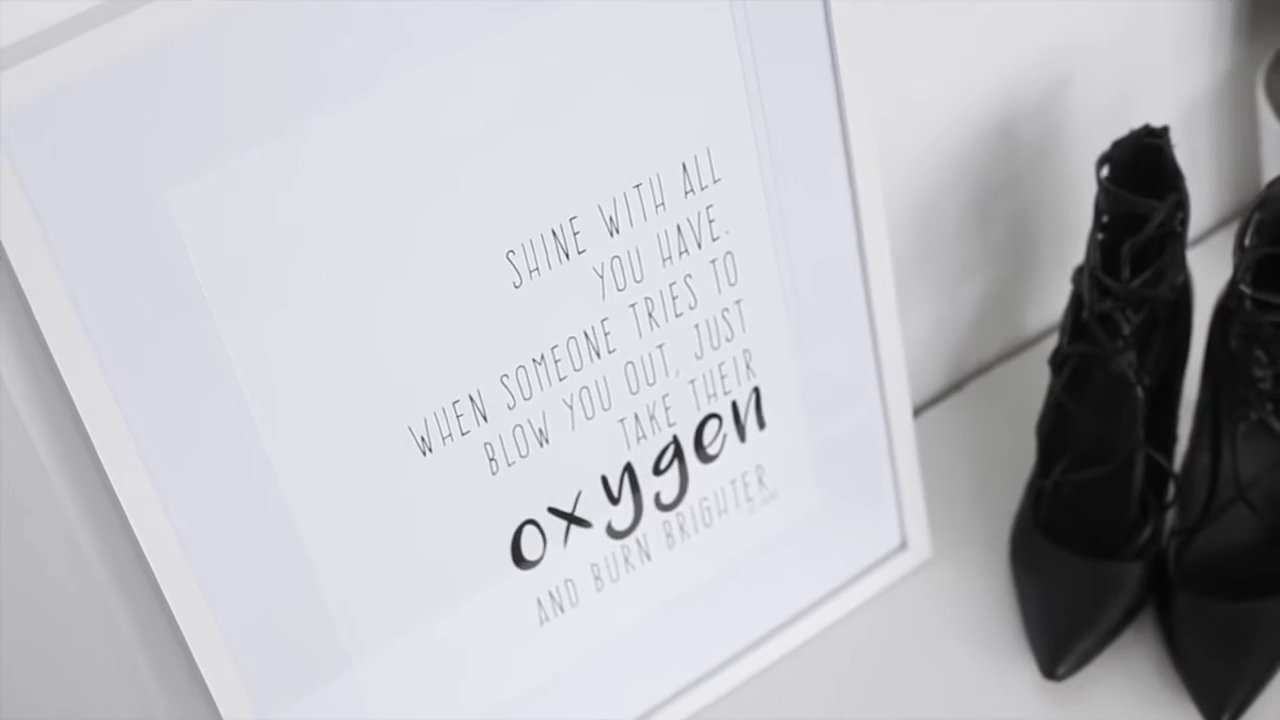 SHINE WITH ALL
YOU HAVE.
WHEN SOMEONE TRIES TO
BLOW YOU OUT, JUST
TAKE THEIR
oxygen
AND BURN BRIGHTER